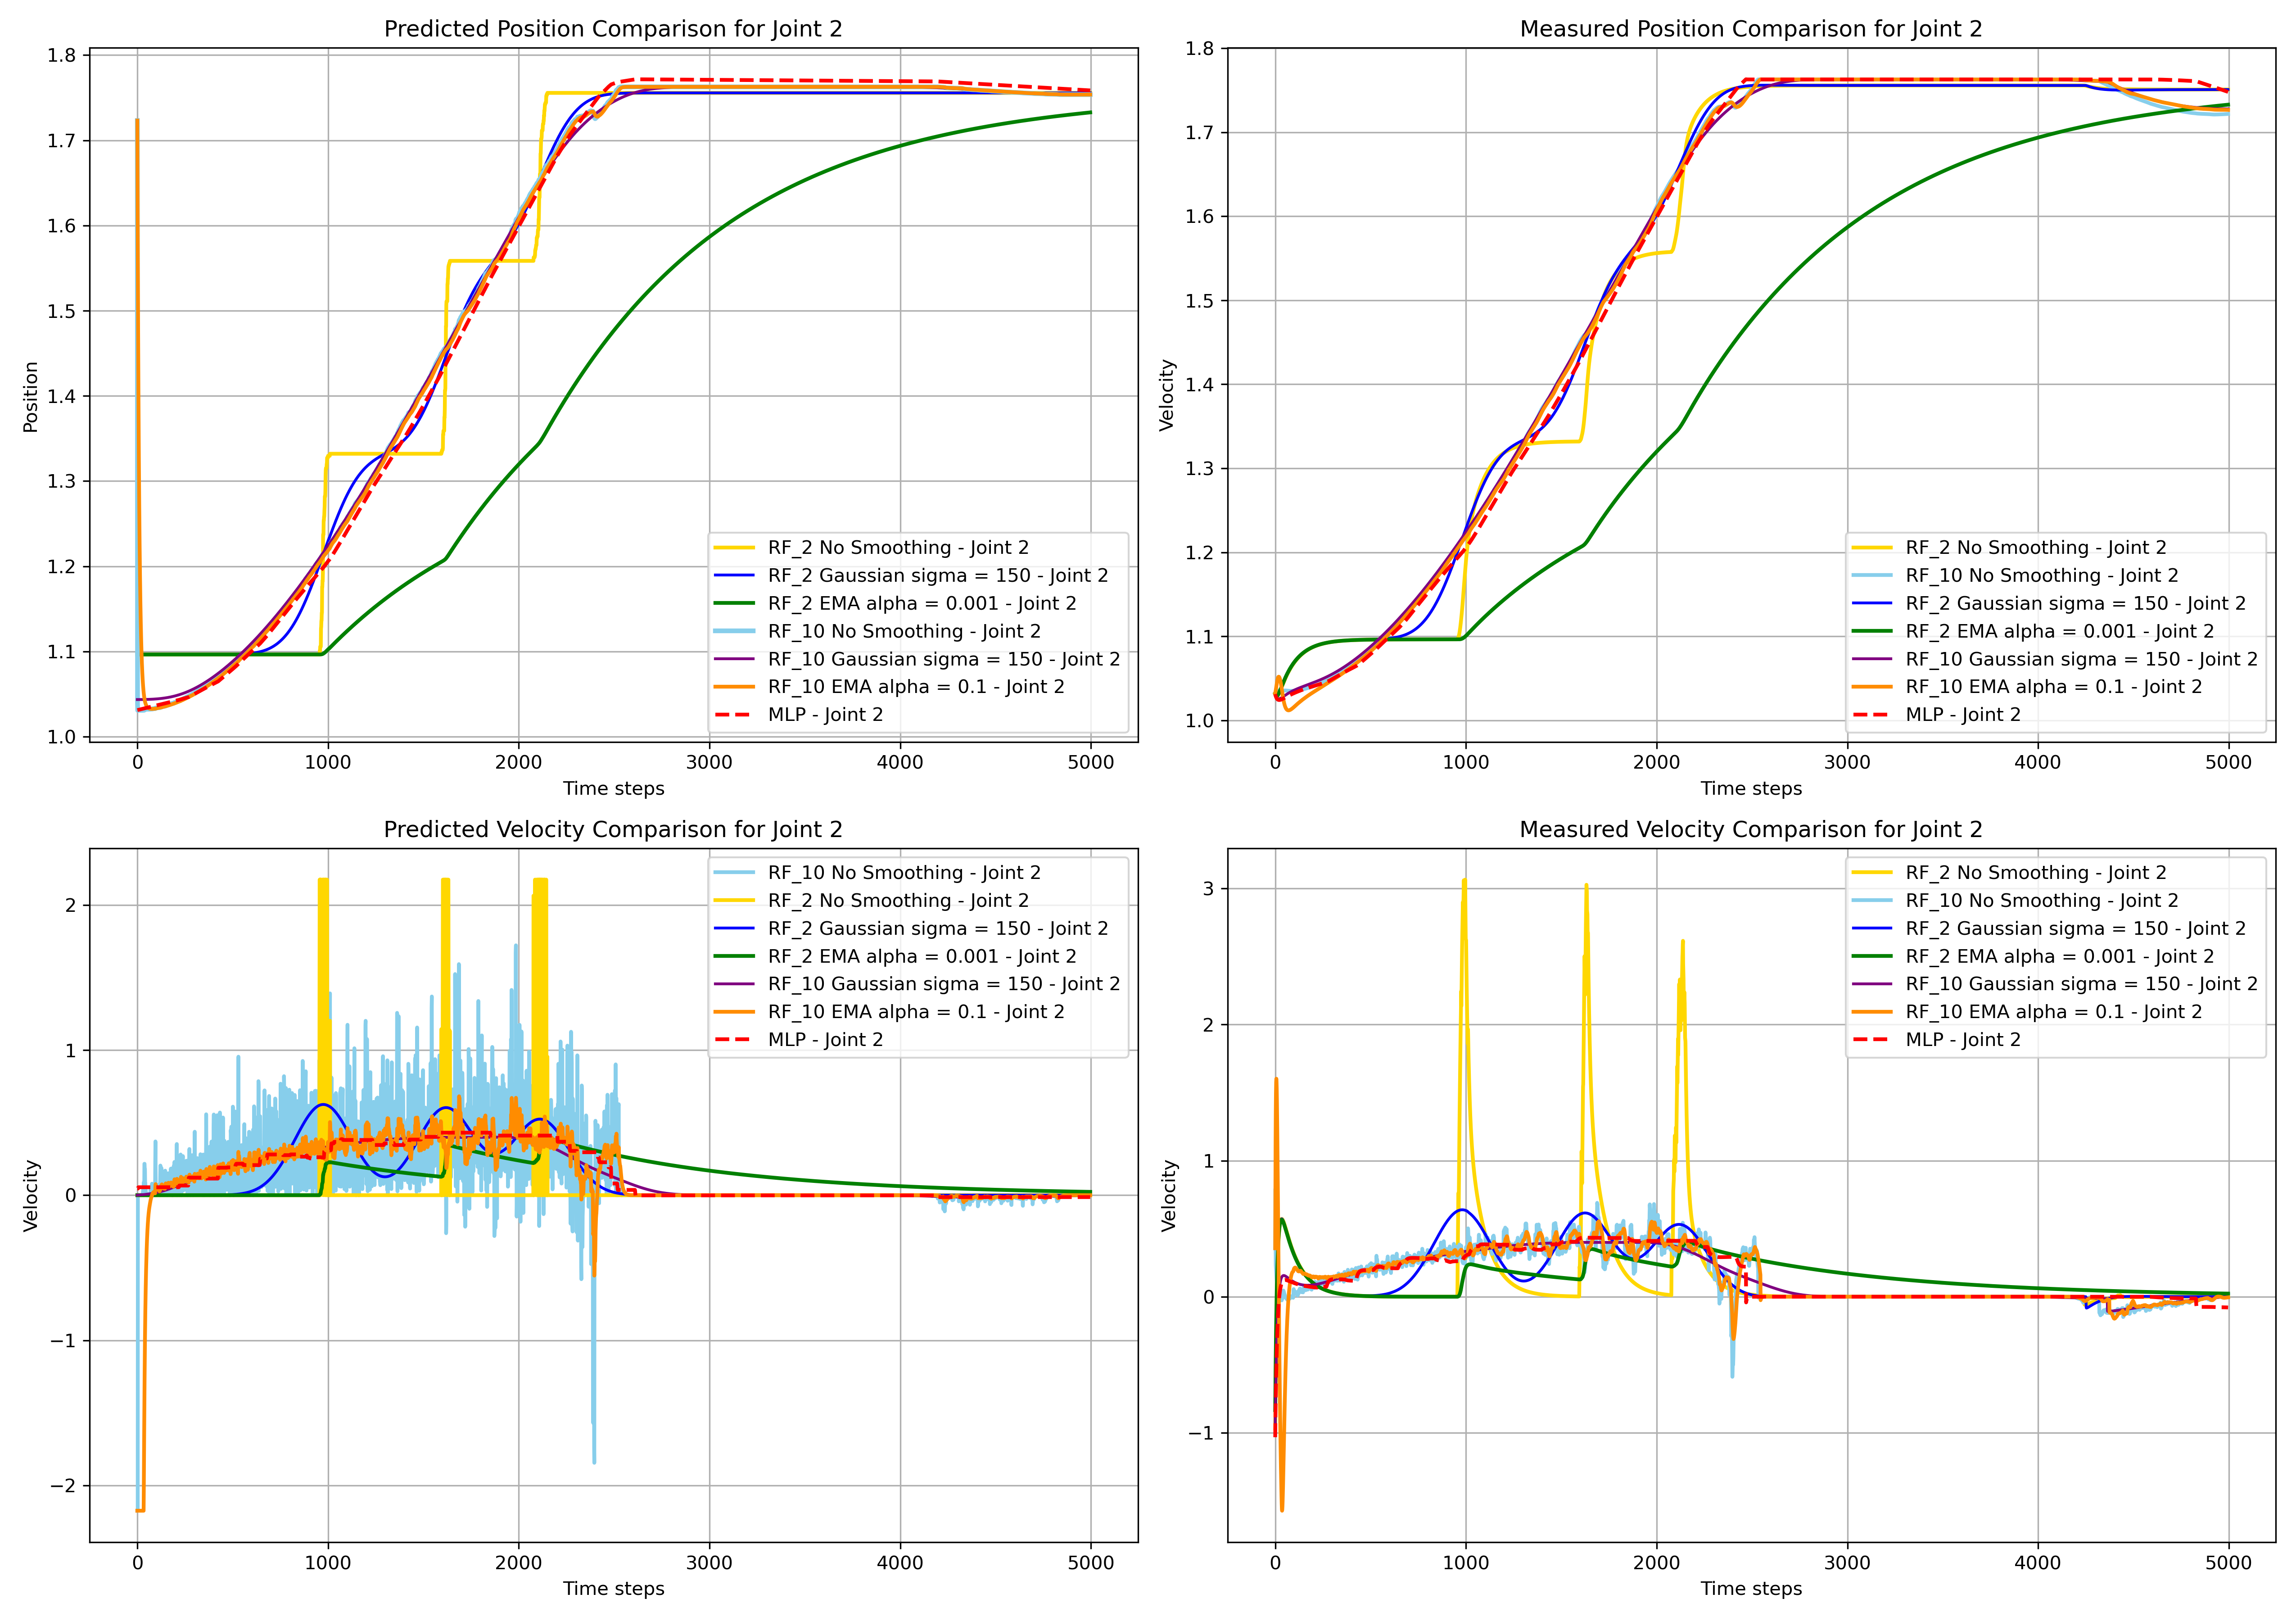 Predicted Position Comparison for Joint 2
1.8
1.7
1.6
1.5
1.4
1.3
1.2
1.1
1.0
Position
RF_2 No Smoothing - Joint 2
RF_2 Gaussian sigma = 150 - Joint 2
RF_2 EMA alpha = 0.001 - Joint 2
RF_10 No Smoothing - Joint 2
RF_10 Gaussian sigma = 150 - Joint 2
RF_10 EMA alpha = 0.1 - Joint 2
MLP - Joint 2
0 1000 2000 3000 4000 5000
Time steps
Measured Position Comparison for Joint 2
1.8
1.7
1.6
1.5
1.4
1.3
1.2
1.1
1.0
Velocity
RF_2 No Smoothing - Joint 2
RF_10 No Smoothing - Joint 2
RF_2 Gaussian sigma = 150 - Joint 2
RF_2 EMA alpha = 0.001 - Joint 2
RF_10 Gaussian sigma = 150 - Joint 2
RF_10 EMA alpha = 0.1 - Joint 2
MLP - Joint 2
0 1000 2000 3000 4000 5000
Time steps
Predicted Velocity Comparison for Joint 2
2
1
0
−1
−2
Velocity
RF_10 No Smoothing - Joint 2
RF_2 No Smoothing - Joint 2
RF_2 Gaussian sigma = 150 - Joint 2
RF_2 EMA alpha = 0.001 - Joint 2
RF_10 Gaussian sigma = 150 - Joint 2
RF_10 EMA alpha = 0.1 - Joint 2
MLP - Joint 2
0 1000 2000 3000 4000 5000
Time steps
Measured Velocity Comparison for Joint 2
3
2
1
0
−1
Velocity
RF_2 No Smoothing - Joint 2
RF_10 No Smoothing - Joint 2
RF_2 Gaussian sigma = 150 - Joint 2
RF_2 EMA alpha = 0.001 - Joint 2
RF_10 Gaussian sigma = 150 - Joint 2
RF_10 EMA alpha = 0.1 - Joint 2
MLP - Joint 2
0 1000 2000 3000 4000 5000
Time steps